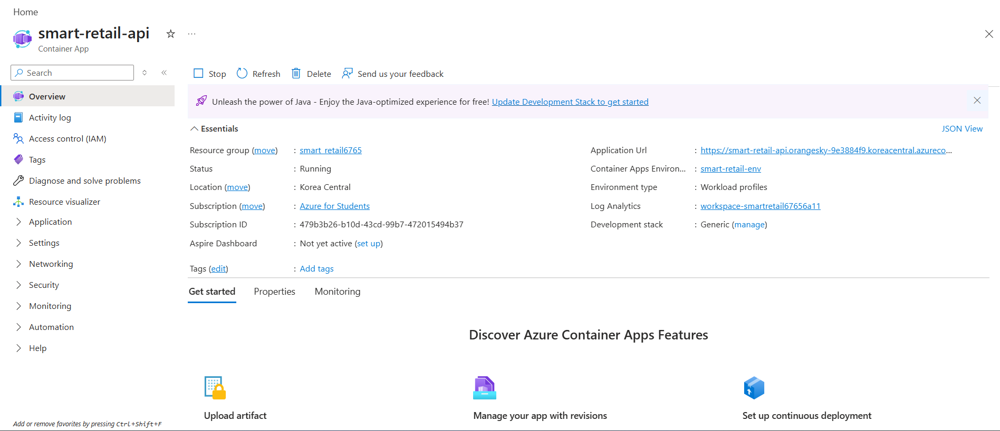 Home
smart-retail-api
Container App
Search
Stop Refresh Delete Send us your feedback
Overview
Activity log
Access control (IAM)
Tags
Diagnose and solve problems
Resource visualizer
Application
Settings
Networking
Security
Monitoring
Automation
Help
Add or remove favorites by pressing Ctrl+Shift+F
Unleash the power of Java - Enjoy the Java-optimized experience for free! Update Development Stack to get started
Essentials
JSON View
Resource group (move) : smart_retail6765
Status : Running
Location (move) : Korea Central
Subscription (move) : Azure for Students
Subscription ID : 479b3b26-b10d-43cd-99b7-472015494b37
Aspire Dashboard : Not yet active (set up)
Tags (edit) : Add tags
Application Url : https://smart-retail-api.orangesky-9e3884f9.koreacentral.azureco...
Container Apps Environ... : smart-retail-env
Environment type : Workload profiles
Log Analytics : workspace-smartretail67656a11
Development stack : Generic (manage)
Get started Properties Monitoring
Discover Azure Container Apps Features
Upload artifact
Manage your app with revisions
Set up continuous deployment